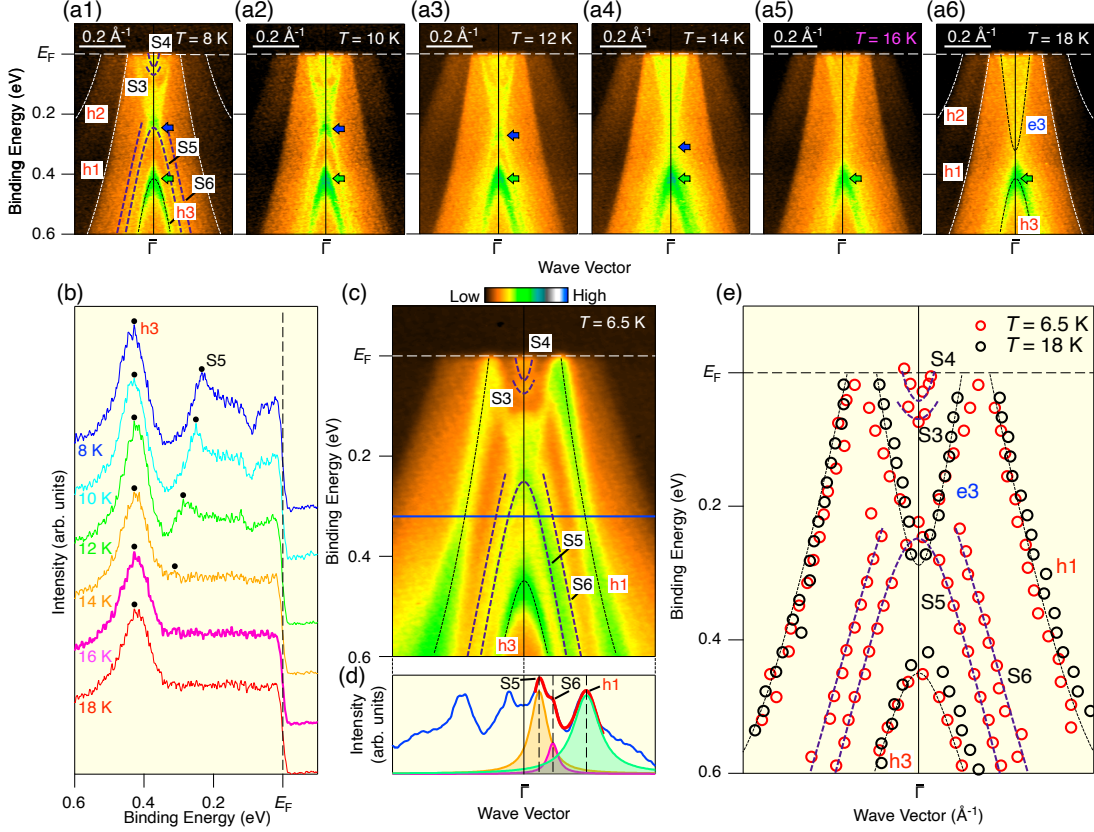 (a1)
(a2)
(a3)
(a4)
(a5)
(a6)
0.2 Å⁻¹ T = 8 K
0.2 Å⁻¹ T = 10 K
0.2 Å⁻¹ T = 12 K
0.2 Å⁻¹ T = 14 K
0.2 Å⁻¹ T = 16 K
0.2 Å⁻¹ T = 18 K
Binding Energy (eV)
E_F
0.2
0.4
0.6
S4
S3
h2
S5
h1
S6
h3
h2
e3
h1
h3
Γ̄
Γ̄
Γ̄
Γ̄
Γ̄
Γ̄
Wave Vector
(b)
Intensity (arb. units)
h3
S5
8 K
10 K
12 K
14 K
16 K
18 K
0.6
0.4
0.2
E_F
Binding Energy (eV)
(c)
Low
High
T = 6.5 K
Binding Energy (eV)
E_F
0.2
0.4
0.6
S4
S3
S5
S6
h1
h3
(d)
Intensity
(arb. units)
S5
S6
h1
Γ̄
Wave Vector
(e)
T = 6.5 K
T = 18 K
Binding Energy (eV)
E_F
0.2
0.4
0.6
S4
S3
e3
h1
S5
S6
h3
Γ̄
Wave Vector (Å⁻¹)